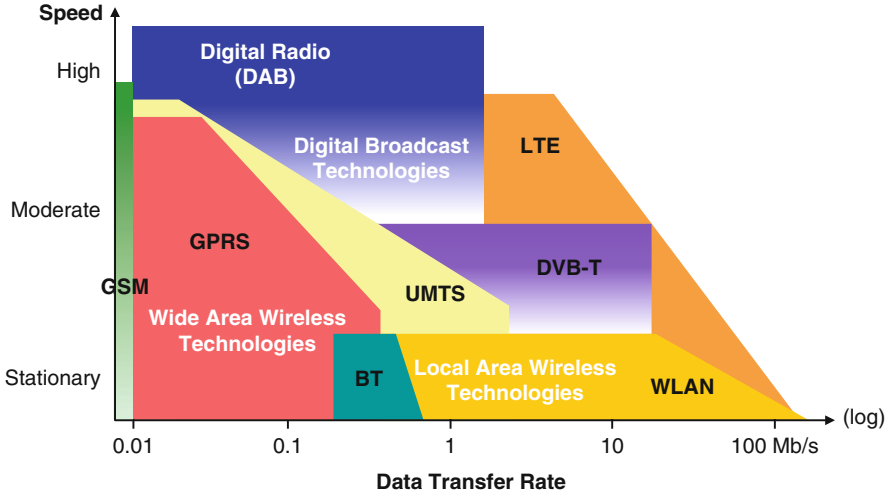 Speed
High
Moderate
Stationary
Digital Radio
(DAB)
Digital Broadcast
Technologies
LTE
GPRS
GSM
DVB-T
UMTS
Wide Area Wireless
Technologies
BT
Local Area Wireless
Technologies
WLAN
(log)
0.01
0.1
1
10
100 Mb/s
Data Transfer Rate